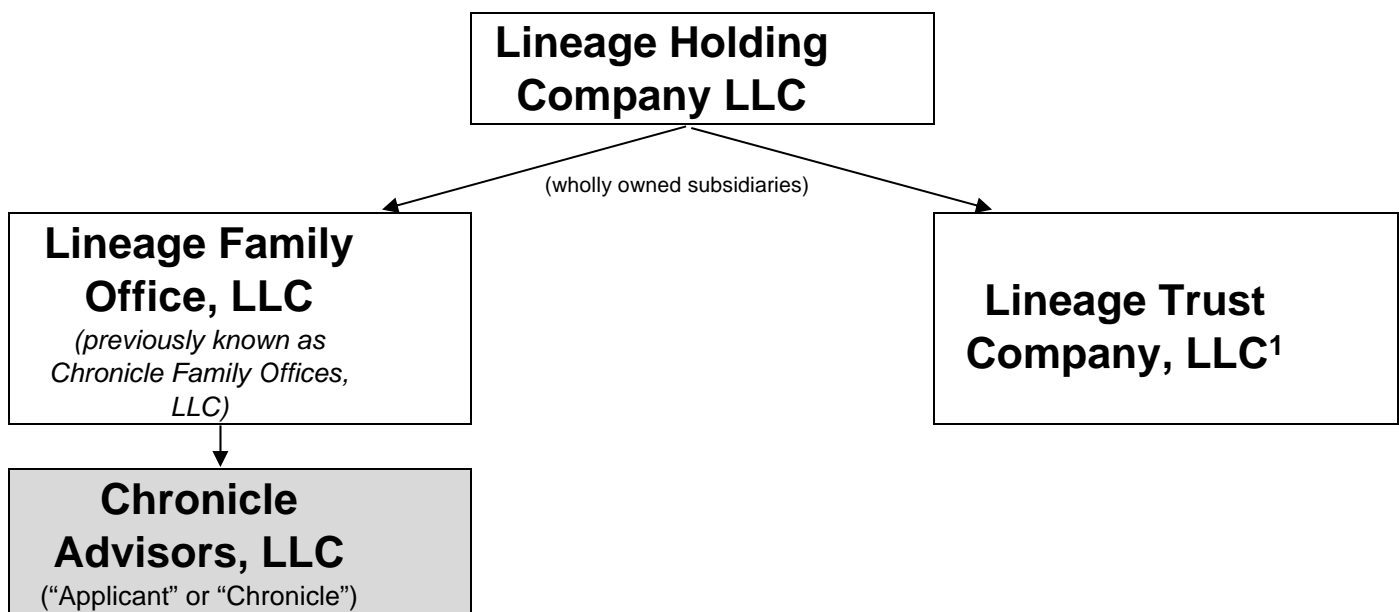 Lineage Holding
Company LLC
(wholly owned subsidiaries)
Lineage Family
Office, LLC
(previously known as
Chronicle Family Offices,
LLC)
Lineage Trust
Company, LLC¹
Chronicle
Advisors, LLC
(“Applicant” or “Chronicle”)